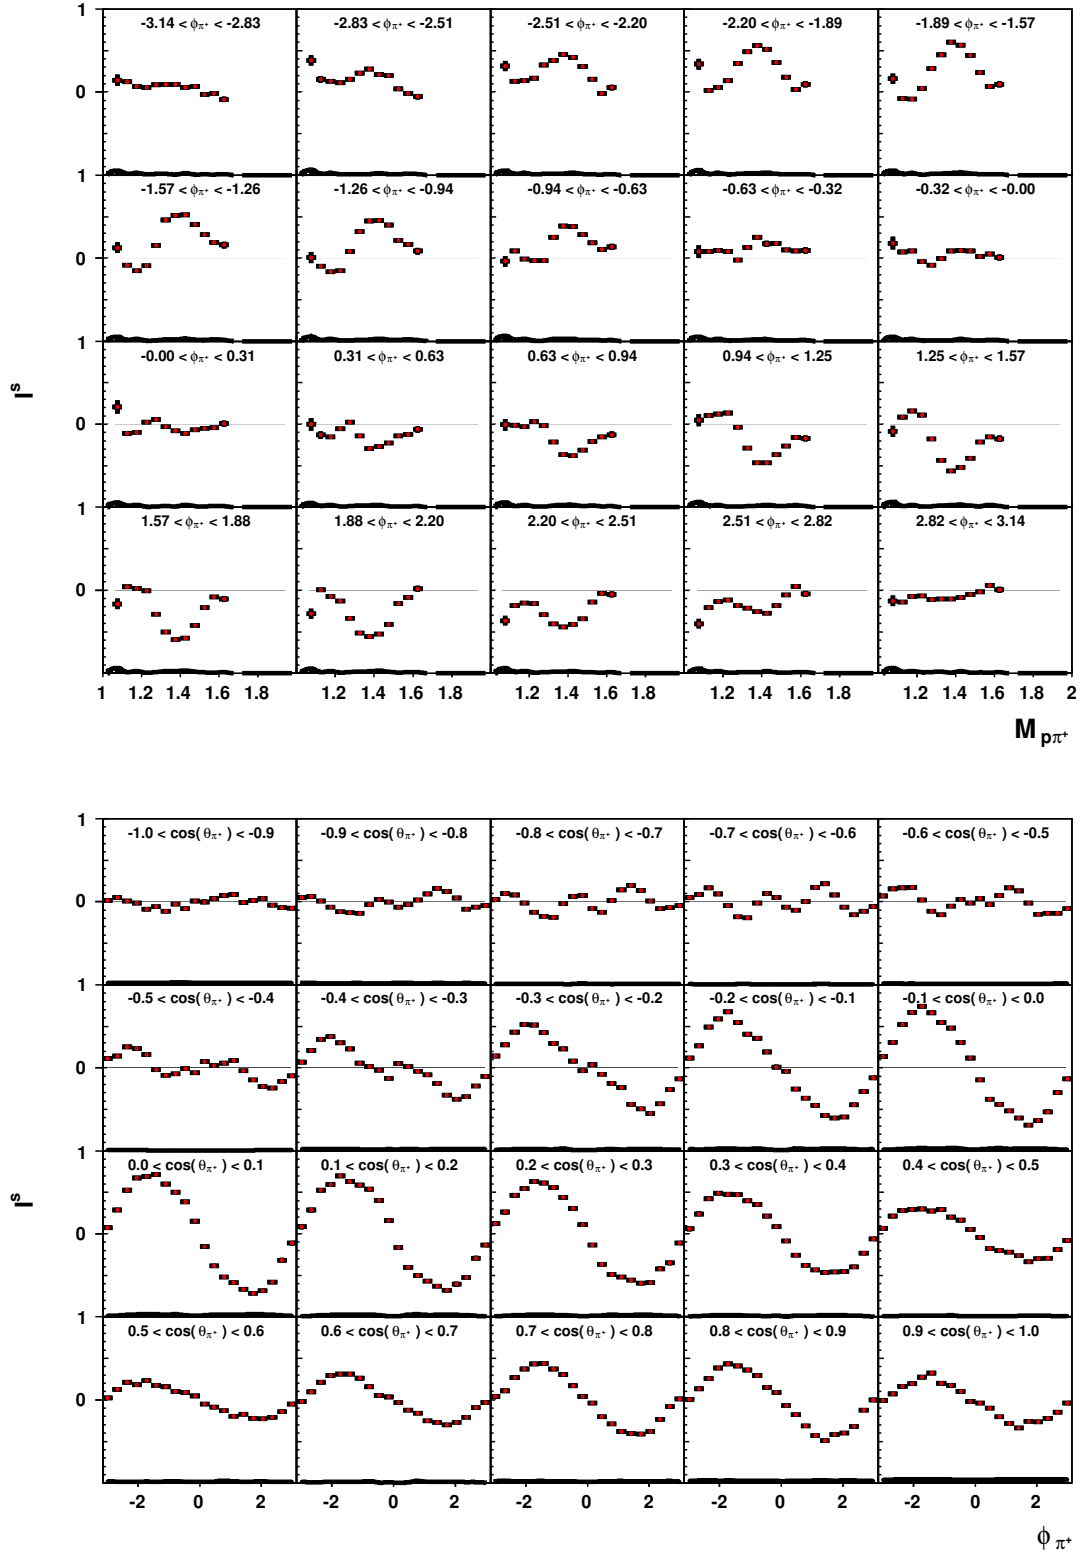 1
-3.14 < ϕπ+ < -2.83 -2.83 < ϕπ+ < -2.51 -2.51 < ϕπ+ < -2.20 -2.20 < ϕπ+ < -1.89 -1.89 < ϕπ+ < -1.57
0
1
-1.57 < ϕπ+ < -1.26 -1.26 < ϕπ+ < -0.94 -0.94 < ϕπ+ < -0.63 -0.63 < ϕπ+ < -0.32 -0.32 < ϕπ+ < -0.00
0
1
-0.00 < ϕπ+ < 0.31 0.31 < ϕπ+ < 0.63 0.63 < ϕπ+ < 0.94 0.94 < ϕπ+ < 1.25 1.25 < ϕπ+ < 1.57
I^s
0
1
1.57 < ϕπ+ < 1.88 1.88 < ϕπ+ < 2.20 2.20 < ϕπ+ < 2.51 2.51 < ϕπ+ < 2.82 2.82 < ϕπ+ < 3.14
0
1 1.2 1.4 1.6 1.8 1.2 1.4 1.6 1.8 1.2 1.4 1.6 1.8 1.2 1.4 1.6 1.8 1.2 1.4 1.6 1.8 2
M pπ+
1
-1.0 < cos( θπ+ ) < -0.9 -0.9 < cos( θπ+ ) < -0.8 -0.8 < cos( θπ+ ) < -0.7 -0.7 < cos( θπ+ ) < -0.6 -0.6 < cos( θπ+ ) < -0.5
0
1
-0.5 < cos( θπ+ ) < -0.4 -0.4 < cos( θπ+ ) < -0.3 -0.3 < cos( θπ+ ) < -0.2 -0.2 < cos( θπ+ ) < -0.1 -0.1 < cos( θπ+ ) < 0.0
0
1
0.0 < cos( θπ+ ) < 0.1 0.1 < cos( θπ+ ) < 0.2 0.2 < cos( θπ+ ) < 0.3 0.3 < cos( θπ+ ) < 0.4 0.4 < cos( θπ+ ) < 0.5
I^s
0
1
0.5 < cos( θπ+ ) < 0.6 0.6 < cos( θπ+ ) < 0.7 0.7 < cos( θπ+ ) < 0.8 0.8 < cos( θπ+ ) < 0.9 0.9 < cos( θπ+ ) < 1.0
0
-2 0 2 -2 0 2 -2 0 2 -2 0 2 -2 0 2
ϕ π+